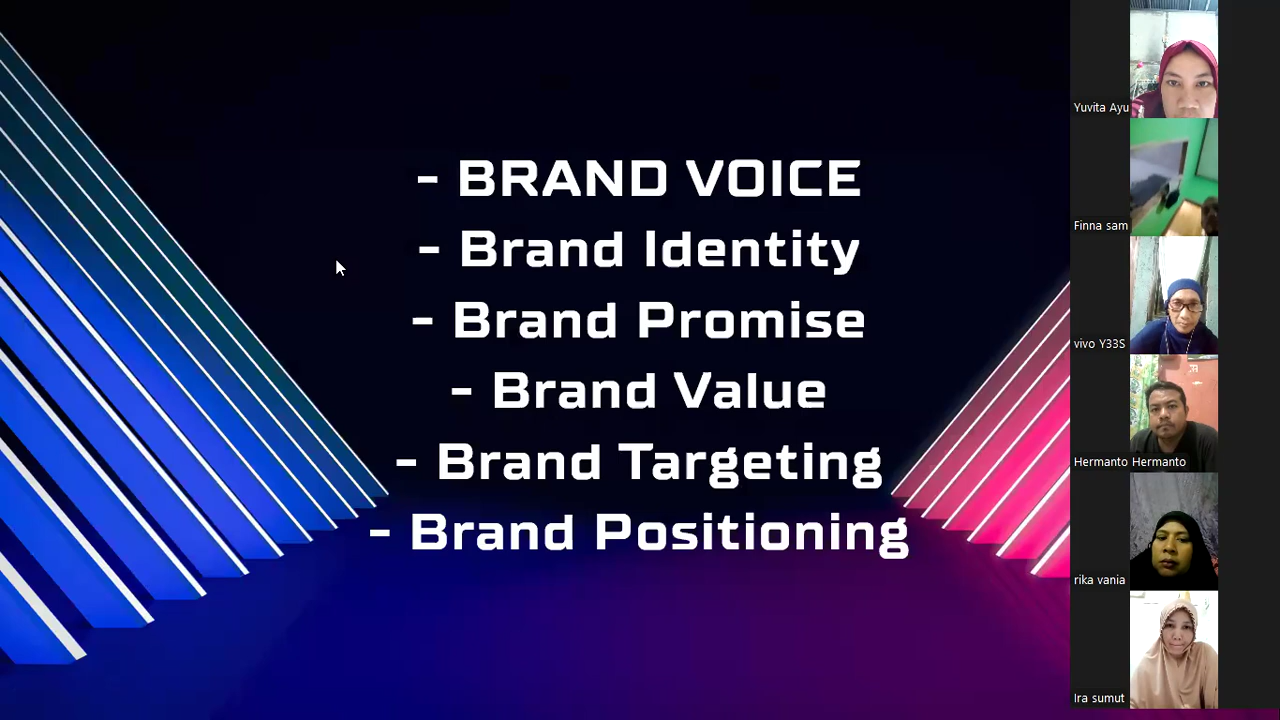 - BRAND VOICE
- Brand Identity
- Brand Promise
- Brand Value
- Brand Targeting
- Brand Positioning
Yuvita Ayu
Finna sam
vivo Y33S
Hermanto Hermanto
rika vania
Ira sumut